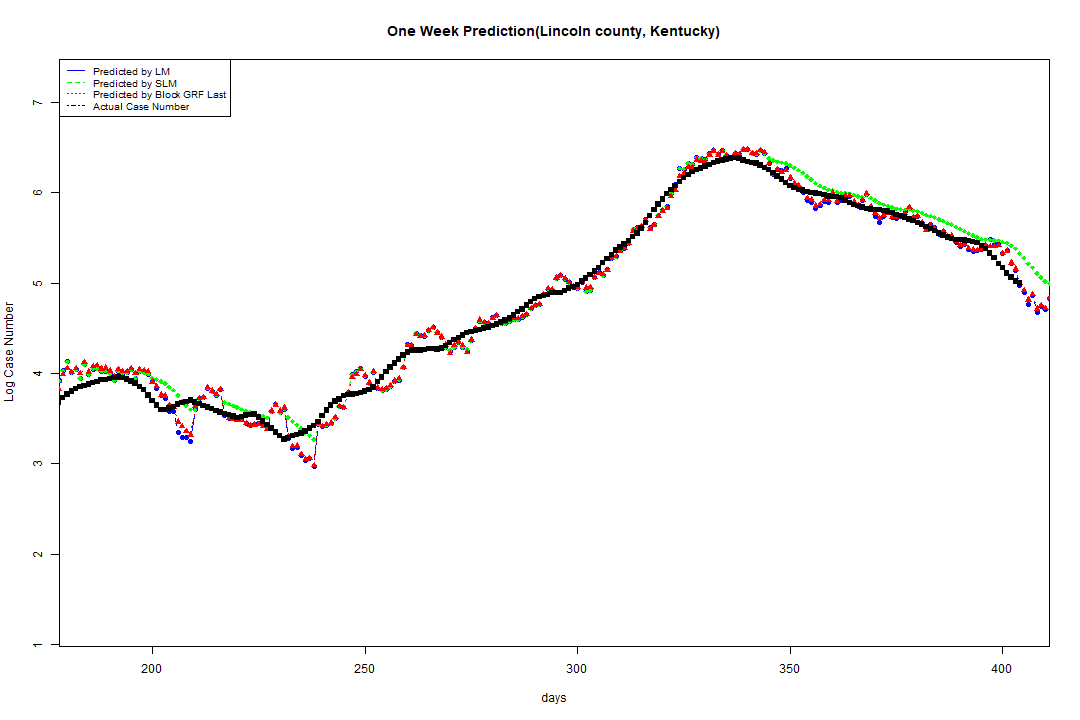 One Week Prediction(Lincoln county, Kentucky)
Predicted by LM
Predicted by SLM
Predicted by Block GRF Last
Actual Case Number
7
6
5
4
3
2
1
Log Case Number
200 250 300 350 400
days